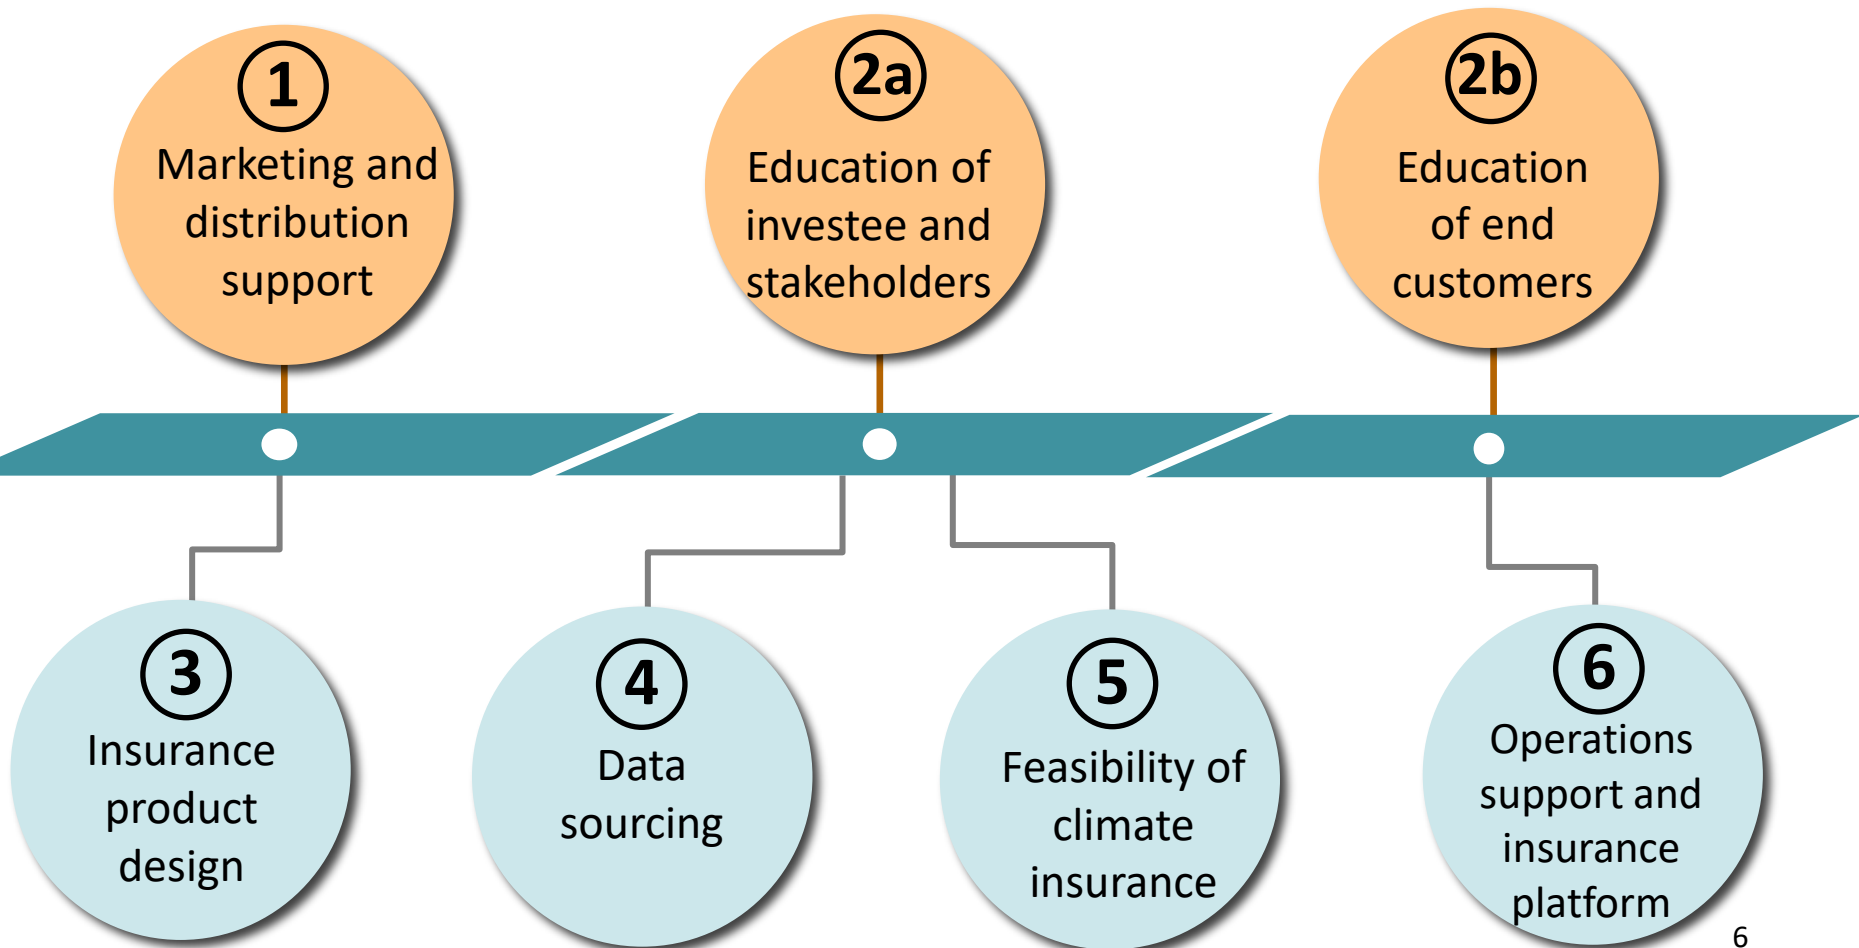 1
Marketing and
distribution
support
2a
Education of
investee and
stakeholders
2b
Education
of end
customers
3
Insurance
product
design
4
Data
sourcing
5
Feasibility of
climate
insurance
6
Operations
support and
insurance
platform
6